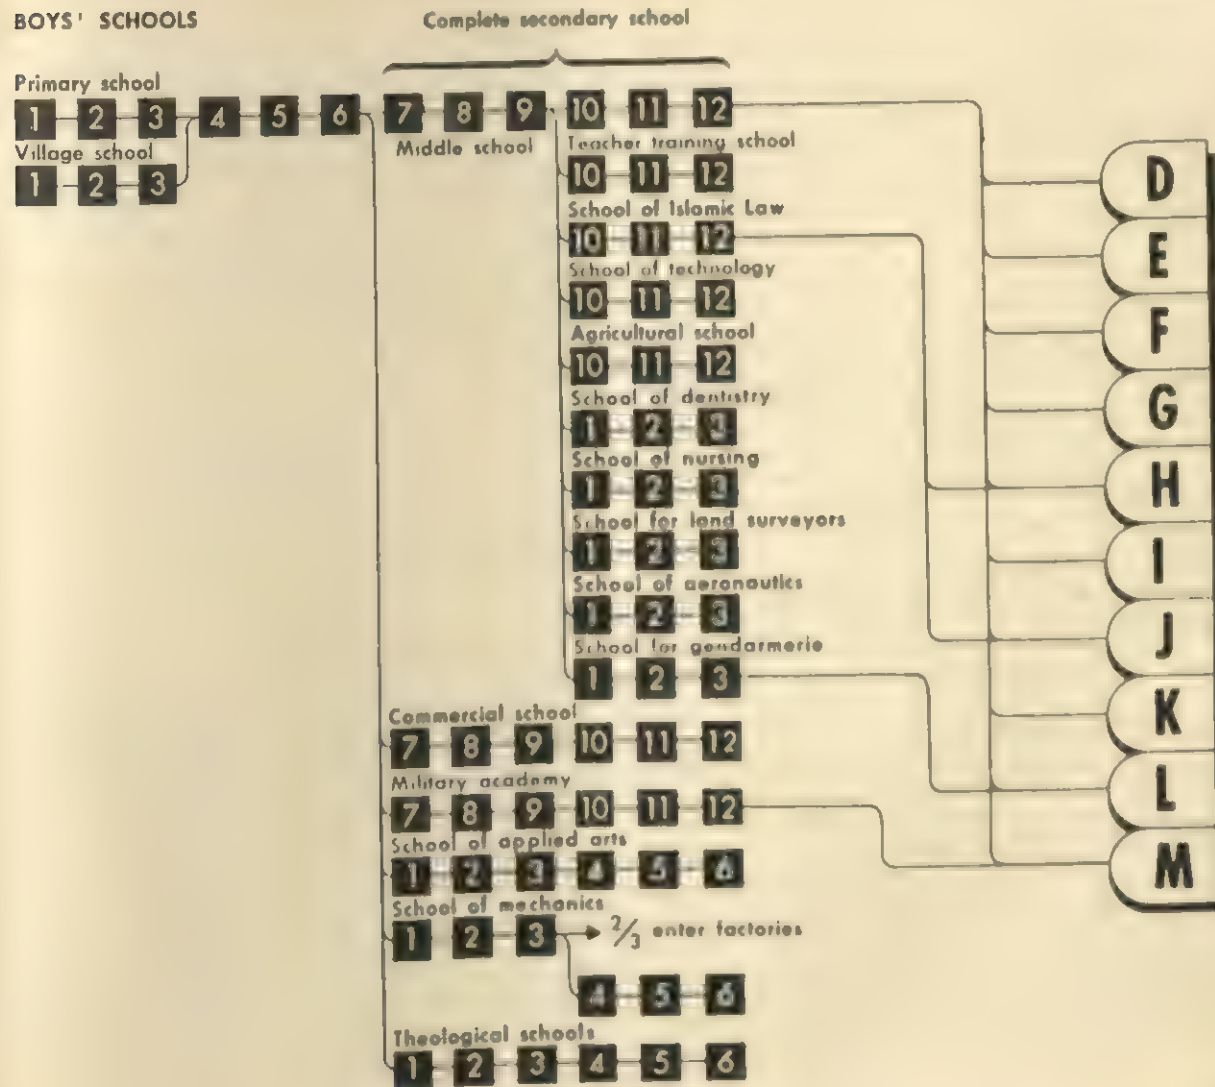 BOYS' SCHOOLS
Complete secondary school
Primary school
1 2 3 4 5 6 7 8 9 10 11 12
Village school
Middle school
Teacher training school
1 2 3
10 11 12
School of Islamic Law
10 11 12
School of technology
10 11 12
Agricultural school
10 11 12
School of dentistry
1 2 3
School of nursing
1 2 3
School for land surveyors
1 2 3
School of aeronautics
1 2 3
School for gendarmerie
1 2 3
Commercial school
7 8 9 10 11 12
Military academy
7 8 9 10 11 12
School of applied arts
1 2 3 4 5 6
School of mechanics
1 2 3 2/3 enter factories
4 5 6
Theological schools
1 2 3 4 5 6
D
E
F
G
H
I
J
K
L
M